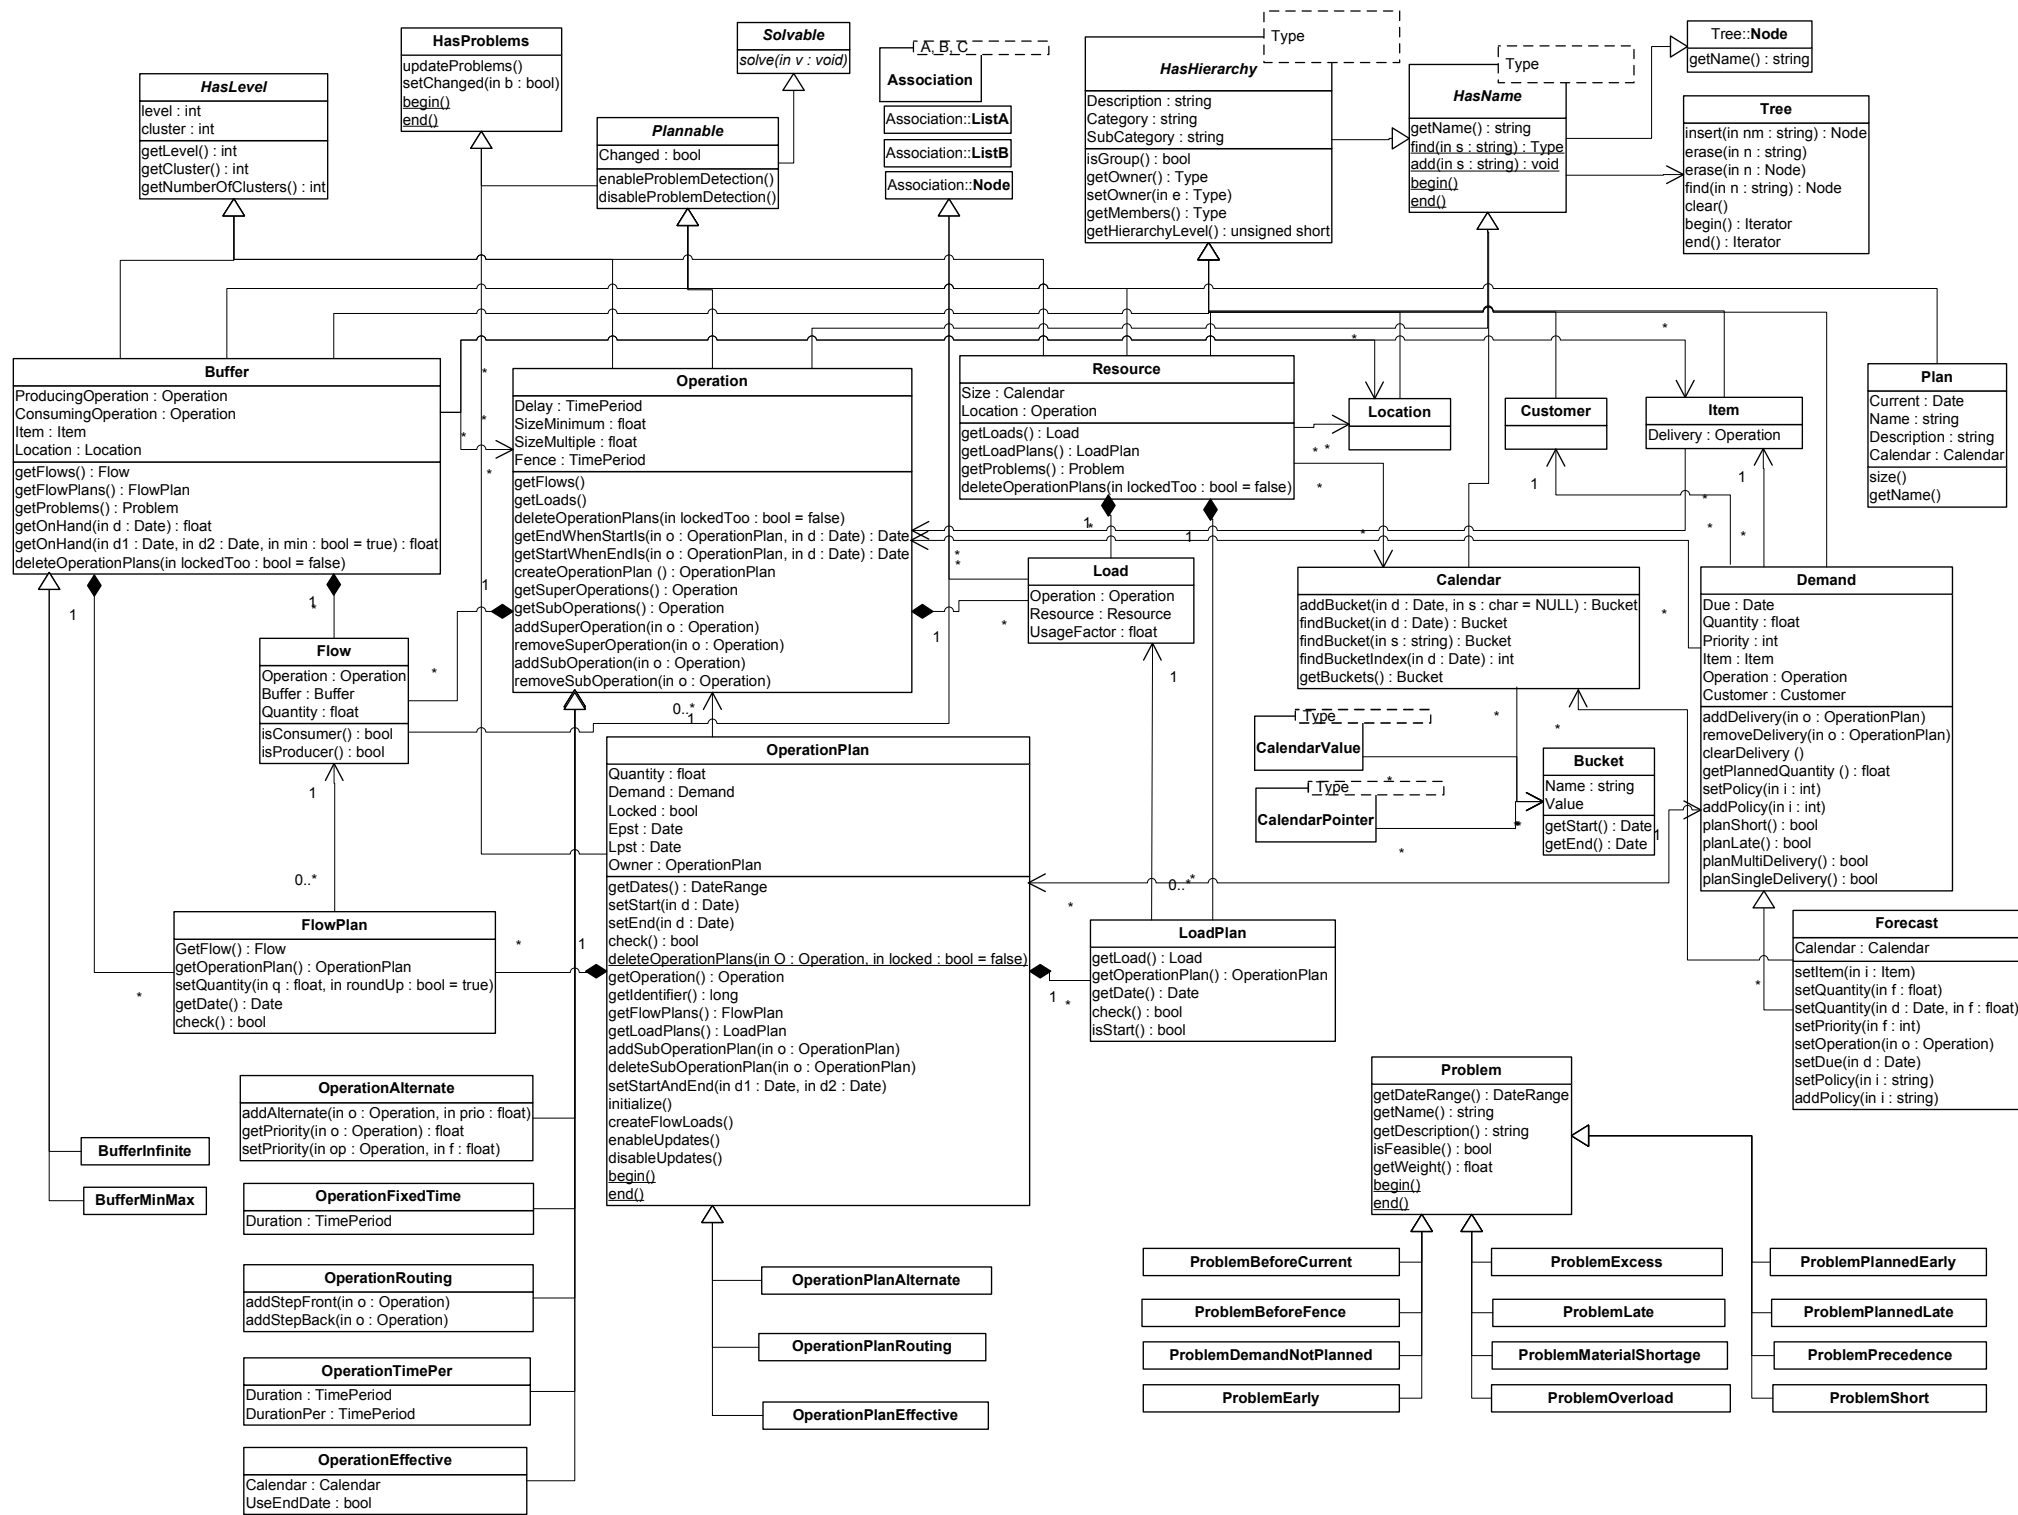 HasLevel
level : int
cluster : int
getLevel() : int
getCluster() : int
getNumberOfClusters() : int
HasProblems
updateProblems()
setChanged(in b : bool)
begin()
end()
Solvable
solve(in v : void)
Plannable
Changed : bool
enableProblemDetection()
disableProblemDetection()
A, B, C
Association
Association::ListA
Association::ListB
Association::Node
Type
HasHierarchy
Description : string
Category : string
SubCategory : string
isGroup() : bool
getOwner() : Type
setOwner(in e : Type)
getMembers() : Type
getHierarchyLevel() : unsigned short
Type
HasName
getName() : string
find(in s : string) : Type
add(in s : string) : void
begin()
end()
Tree::Node
getName() : string
Tree
insert(in nm : string) : Node
erase(in n : string)
erase(in n : Node)
find(in n : string) : Node
clear()
begin() : Iterator
end() : Iterator
Buffer
ProducingOperation : Operation
ConsumingOperation : Operation
Item : Item
Location : Location
getFlows() : Flow
getFlowPlans() : FlowPlan
getProblems() : Problem
getOnHand(in d : Date) : float
getOnHand(in d1 : Date, in d2 : Date, in min : bool = true) : float
deleteOperationPlans(in lockedToo : bool = false)
Operation
Delay : TimePeriod
SizeMinimum : float
SizeMultiple : float
Fence : TimePeriod
getFlows()
getLoads()
deleteOperationPlans(in lockedToo : bool = false)
getEndWhenStartIs(in o : OperationPlan, in d : Date) : Date
getStartWhenEndIs(in o : OperationPlan, in d : Date) : Date
createOperationPlan () : OperationPlan
getSuperOperations() : Operation
getSubOperations() : Operation
addSuperOperation(in o : Operation)
removeSuperOperation(in o : Operation)
addSubOperation(in o : Operation)
removeSubOperation(in o : Operation)
Resource
Size : Calendar
Location : Operation
getLoads() : Load
getLoadPlans() : LoadPlan
getProblems() : Problem
deleteOperationPlans(in lockedToo : bool = false)
Location
Customer
Item
Delivery : Operation
Plan
Current : Date
Name : string
Description : string
Calendar : Calendar
size()
getName()
Flow
Operation : Operation
Buffer : Buffer
Quantity : float
isConsumer() : bool
isProducer() : bool
Load
Operation : Operation
Resource : Resource
UsageFactor : float
Calendar
addBucket(in d : Date, in s : char = NULL) : Bucket
findBucket(in d : Date) : Bucket
findBucket(in s : string) : Bucket
findBucketIndex(in d : Date) : int
getBuckets() : Bucket
Demand
Due : Date
Quantity : float
Priority : int
Item : Item
Operation : Operation
Customer : Customer
addDelivery(in o : OperationPlan)
removeDelivery(in o : OperationPlan)
clearDelivery ()
getPlannedQuantity () : float
setPolicy(in i : int)
addPolicy(in i : int)
planShort() : bool
planLate() : bool
planMultiDelivery() : bool
planSingleDelivery() : bool
Type
CalendarValue
Type
CalendarPointer
Bucket
Name : string
Value
getStart() : Date
getEnd() : Date
OperationPlan
Quantity : float
Demand : Demand
Locked : bool
Epst : Date
Lpst : Date
Owner : OperationPlan
getDates() : DateRange
setStart(in d : Date)
setEnd(in d : Date)
check() : bool
deleteOperationPlans(in O : Operation, in locked : bool = false)
getOperation() : Operation
getIdentifier() : long
getFlowPlans() : FlowPlan
getLoadPlans() : LoadPlan
addSubOperationPlan(in o : OperationPlan)
deleteSubOperationPlan(in o : OperationPlan)
setStartAndEnd(in d1 : Date, in d2 : Date)
initialize()
createFlowLoads()
enableUpdates()
disableUpdates()
begin()
end()
FlowPlan
GetFlow() : Flow
getOperationPlan() : OperationPlan
setQuantity(in q : float, in roundUp : bool = true)
getDate() : Date
check() : bool
LoadPlan
getLoad() : Load
getOperationPlan() : OperationPlan
getDate() : Date
check() : bool
isStart() : bool
Forecast
Calendar : Calendar
setItem(in i : Item)
setQuantity(in f : float)
setQuantity(in d : Date, in f : float)
setPriority(in f : int)
setOperation(in o : Operation)
setDue(in d : Date)
setPolicy(in i : string)
addPolicy(in i : string)
BufferInfinite
BufferMinMax
OperationAlternate
addAlternate(in o : Operation, in prio : float)
getPriority(in o : Operation) : float
setPriority(in op : Operation, in f : float)
OperationFixedTime
Duration : TimePeriod
OperationRouting
addStepFront(in o : Operation)
addStepBack(in o : Operation)
OperationTimePer
Duration : TimePeriod
DurationPer : TimePeriod
OperationEffective
Calendar : Calendar
UseEndDate : bool
OperationPlanAlternate
OperationPlanRouting
OperationPlanEffective
Problem
getDateRange() : DateRange
getName() : string
getDescription() : string
isFeasible() : bool
getWeight() : float
begin()
end()
ProblemBeforeCurrent
ProblemBeforeFence
ProblemDemandNotPlanned
ProblemEarly
ProblemExcess
ProblemLate
ProblemMaterialShortage
ProblemOverload
ProblemPlannedEarly
ProblemPlannedLate
ProblemPrecedence
ProblemShort
1
1
1
1
1
1
1
1
1
1
1
1
1
1
0..*
0..*
0..*